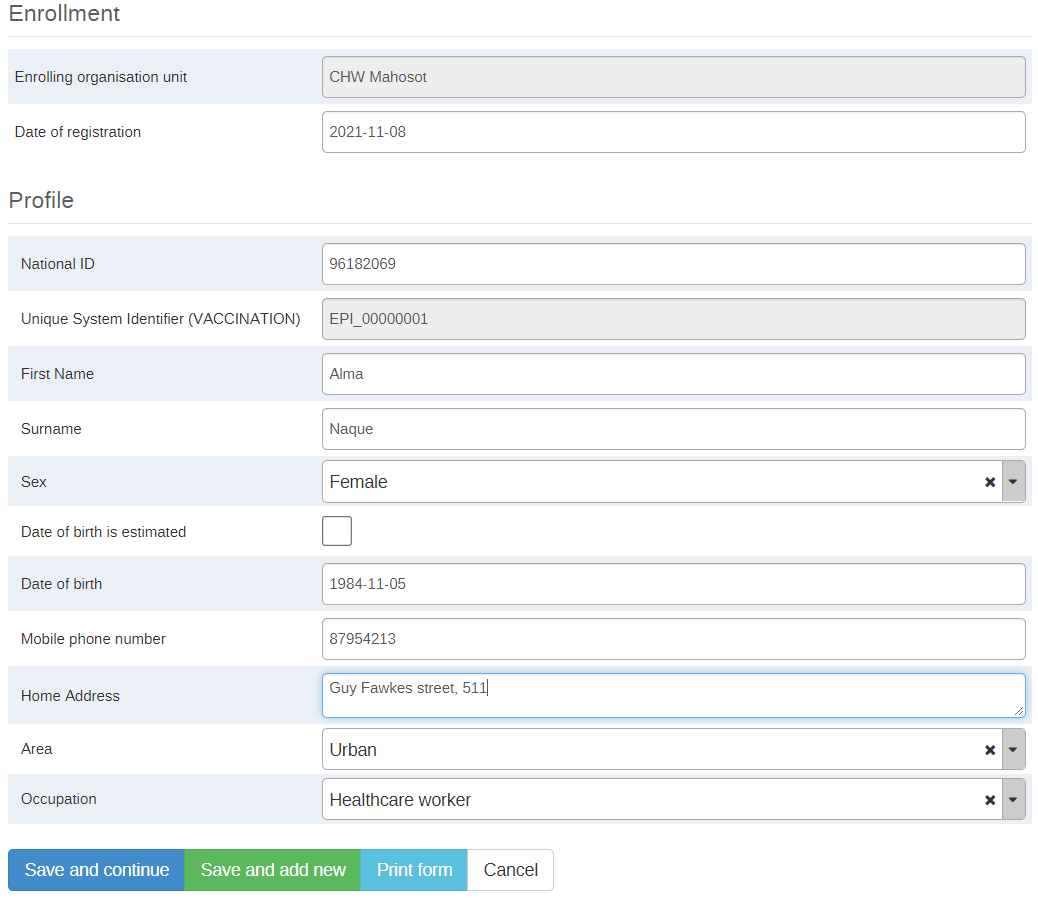 Enrollment
Enrolling organisation unit CHW Mahosot
Date of registration 2021-11-08
Profile
National ID 96182069
Unique System Identifier (VACCINATION) EPI_00000001
First Name Alma
Surname Naque
Sex Female
Date of birth is estimated
Date of birth 1984-11-05
Mobile phone number 87954213
Home Address Guy Fawkes street, 511
Area Urban
Occupation Healthcare worker
Save and continue Save and add new Print form Cancel